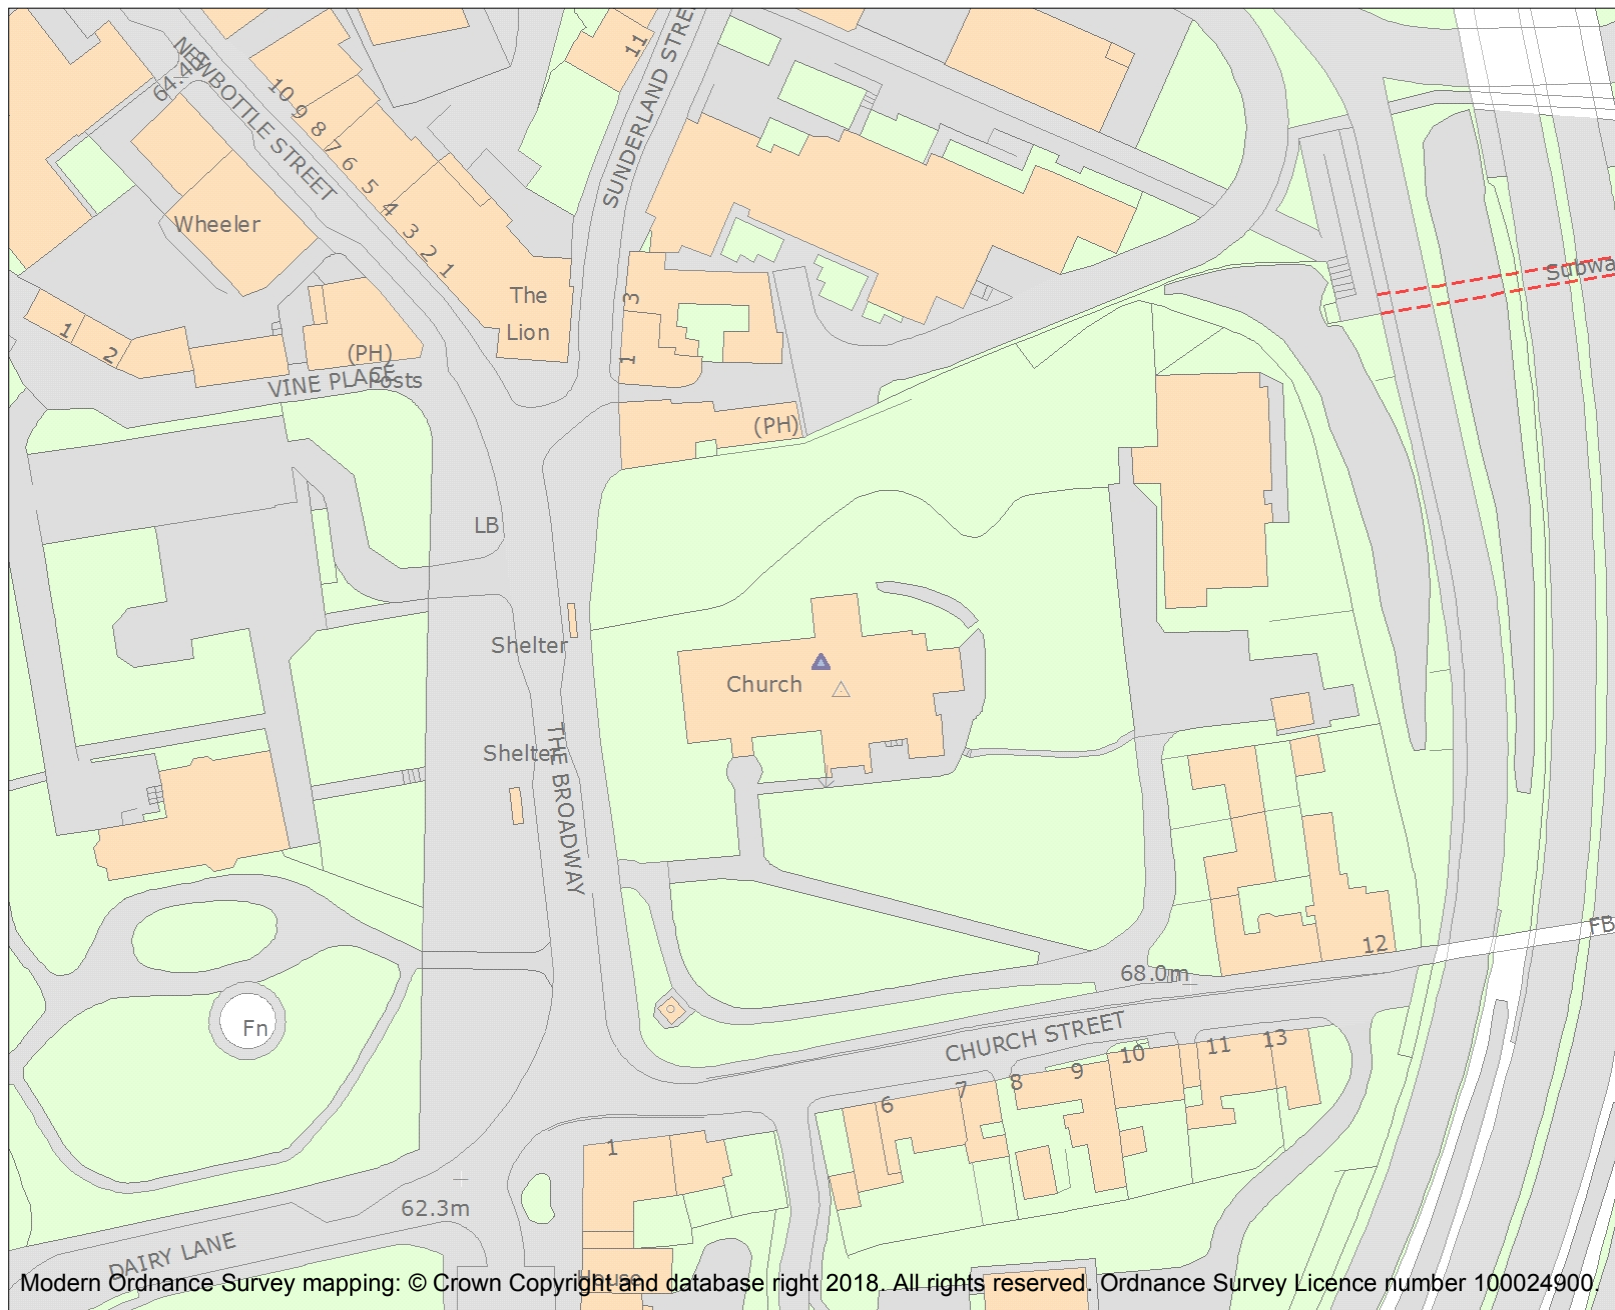 NEWBOTTLE STREET
64.4m
10
9
8
7
6
5
4
3
2
1
11
SUNDERLAND STRE
Wheeler
The
Lion
3
1
1
2
(PH)
Posts
VINE PLACE
(PH)
Subwa
LB
Shelter
Church
Shelter
THE BROADWAY
12
FB
68.0m
Fn
CHURCH STREET
13
11
10
9
8
7
6
1
62.3m
DAIRY LANE
House
Modern Ordnance Survey mapping: © Crown Copyright and database right 2018. All rights reserved. Ordnance Survey Licence number 100024900.